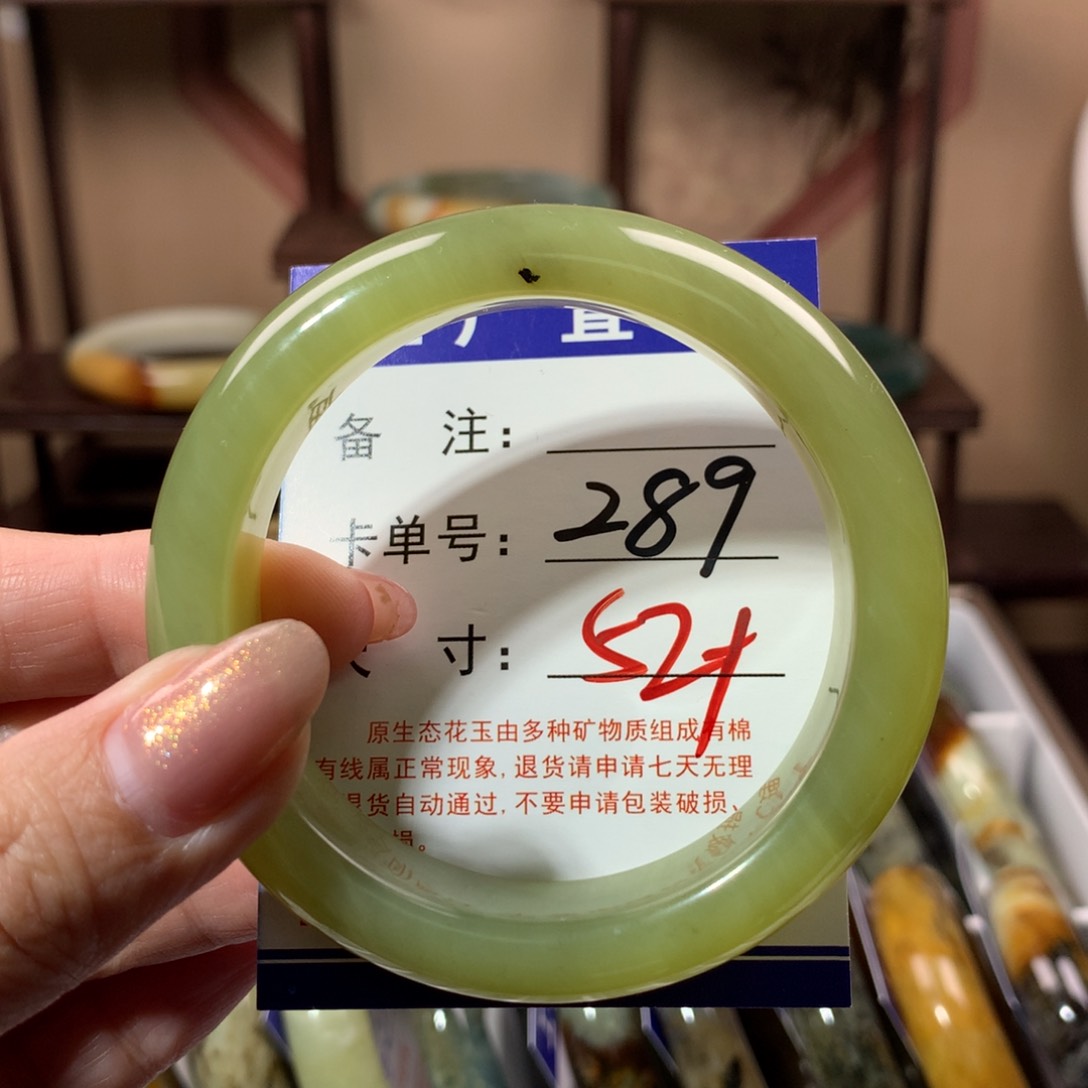 厂直
备 注:
卡单号: 289
寸: 52+
原生态花玉由多种矿物质组成有棉
有线属正常现象,退货请申请七天无理
退货自动通过,不要申请包装破损、
损。